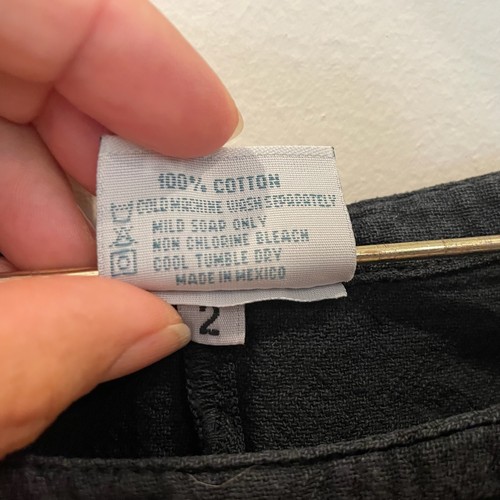 100% COTTON
COLD MACHINE WASH SEPARATELY
MILD SOAP ONLY
NON CHLORINE BLEACH
COOL TUMBLE DRY
MADE IN MEXICO
2